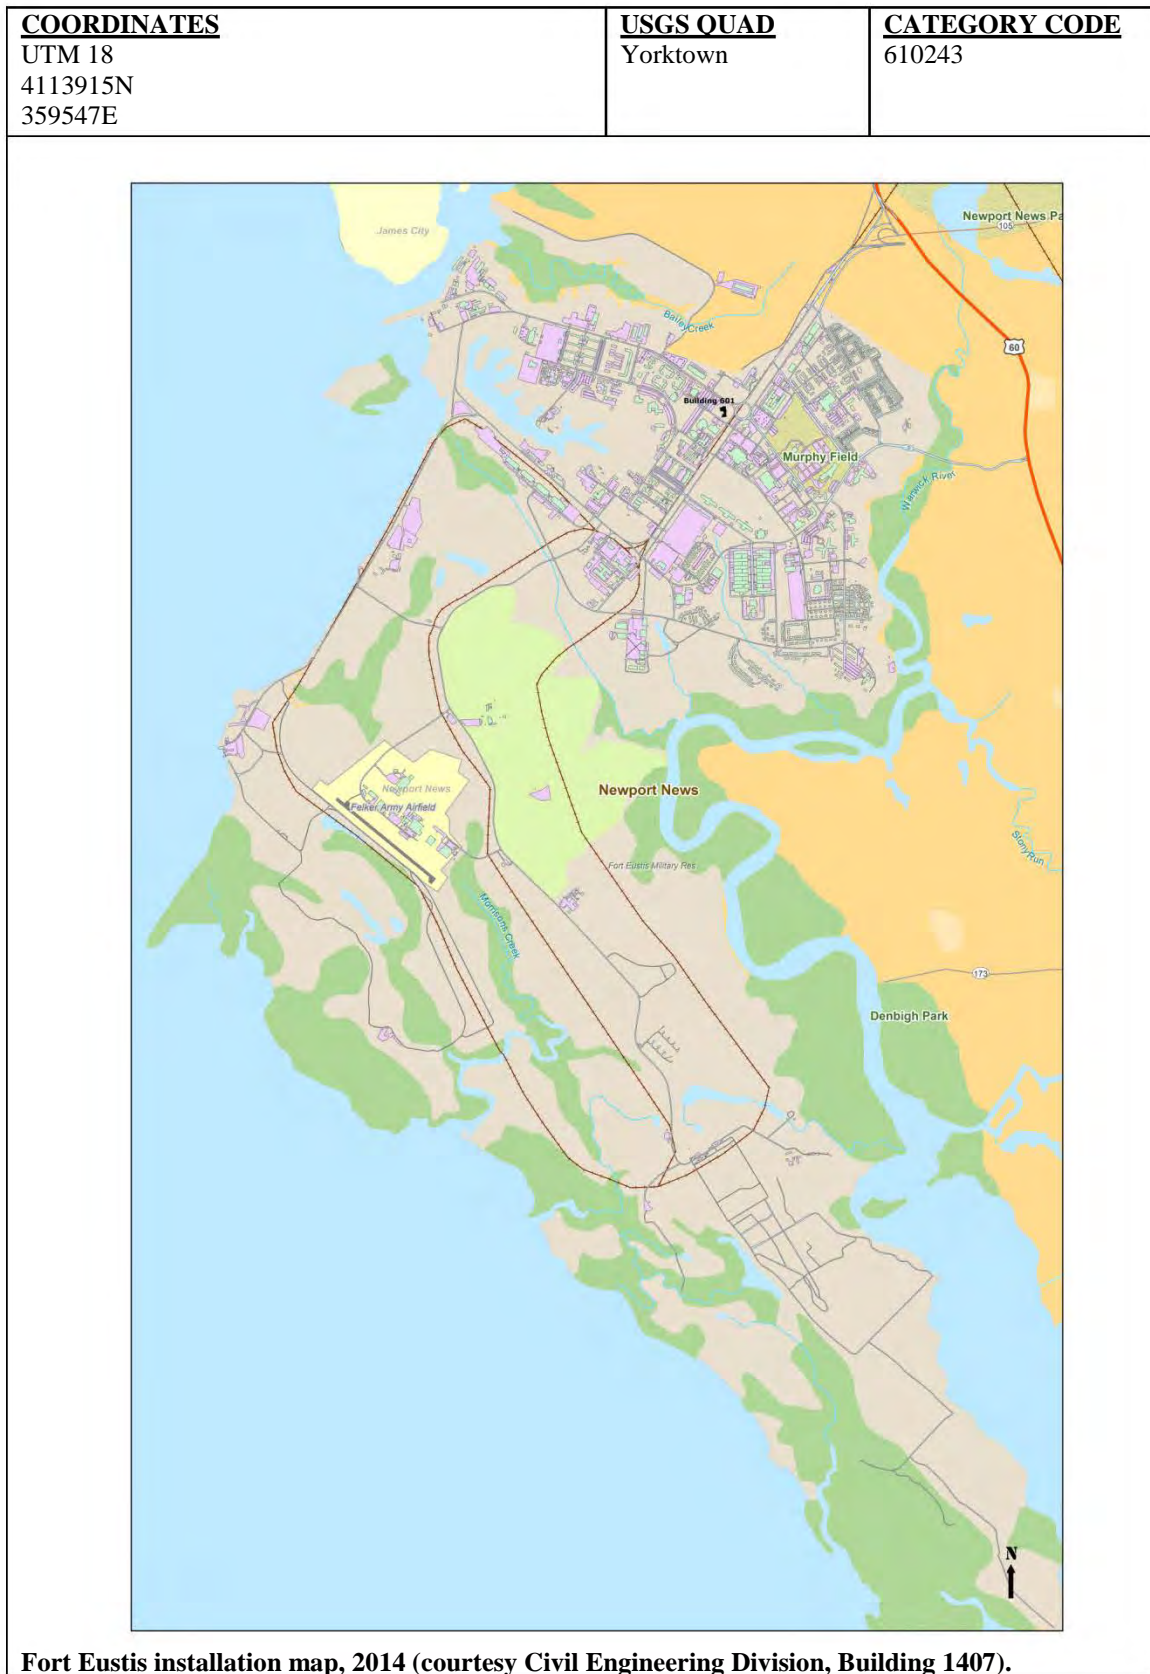 COORDINATES
UTM 18
4113915N
359547E
USGS QUAD
Yorktown
CATEGORY CODE
610243
James City
Newport News Pa
105
Bailey Creek
60
Building 601
Murphy Field
Warwick River
Newport News
Felker Army Airfield
Newport News
Fort Eustis Military Res
Stony Run
Morrisons Creek
173
Denbigh Park
N
Fort Eustis installation map, 2014 (courtesy Civil Engineering Division, Building 1407).